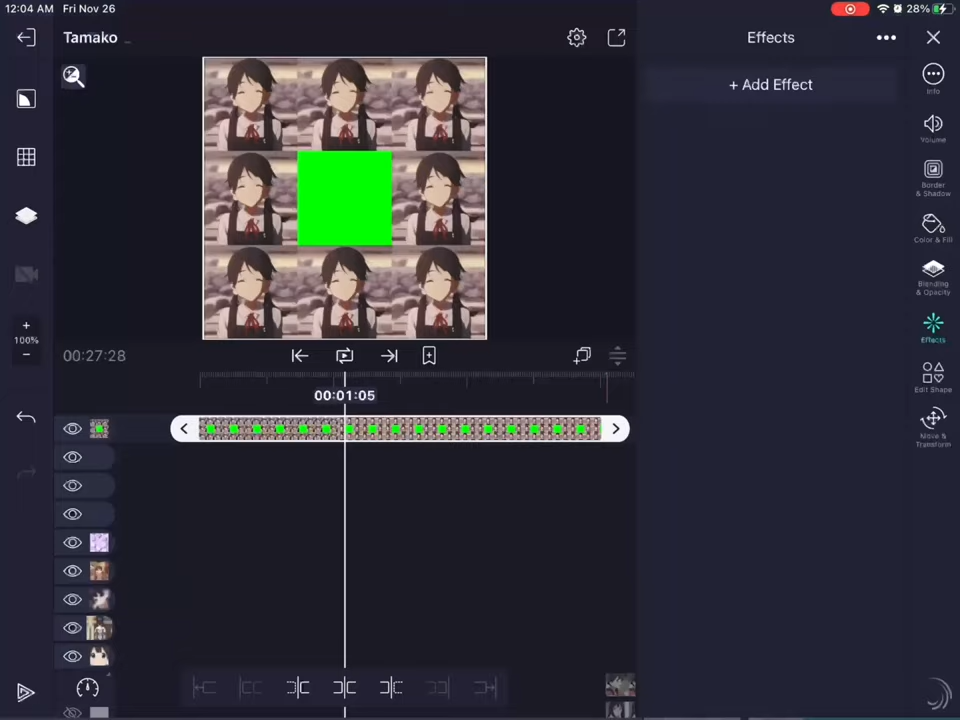 12:04 AM Fri Nov 26
28%
Tamako
Effects
+ Add Effect
Info
Volume
Border
& Shadow
Color & Fill
Blending
& Opacity
Effects
Edit Shape
Move &
Transform
+
100%
−
00:27:28
00:01:05